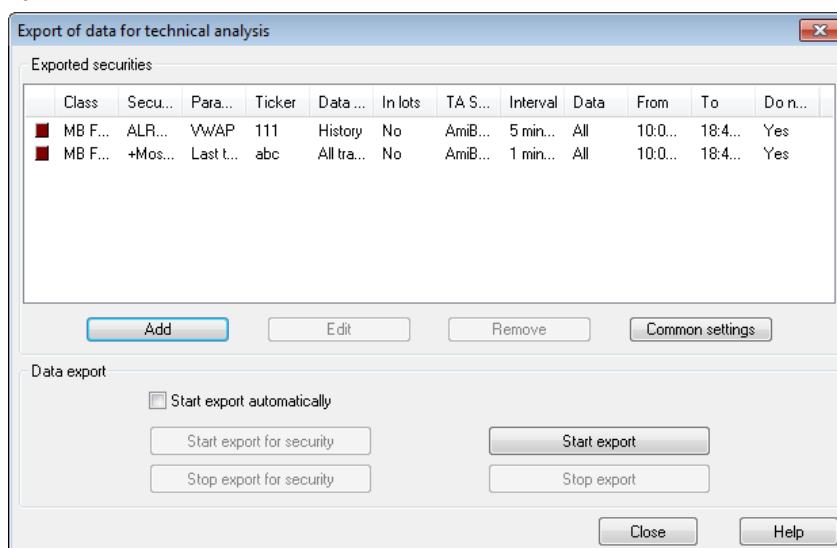 Export of data for technical analysis
Exported securities
Class Secu... Para... Ticker Data ... In lots TA S... Interval Data From To Do n...
MB F... ALR... VWAP 111 History No AmiB... 5 min... All 10:0... 18:4... Yes
MB F... +Mos... Last t... abc All tra... No AmiB... 1 min... All 10:0... 18:4... Yes
Add Edit Remove Common settings
Data export
Start export automatically
Start export for security Start export
Stop export for security Stop export
Close Help